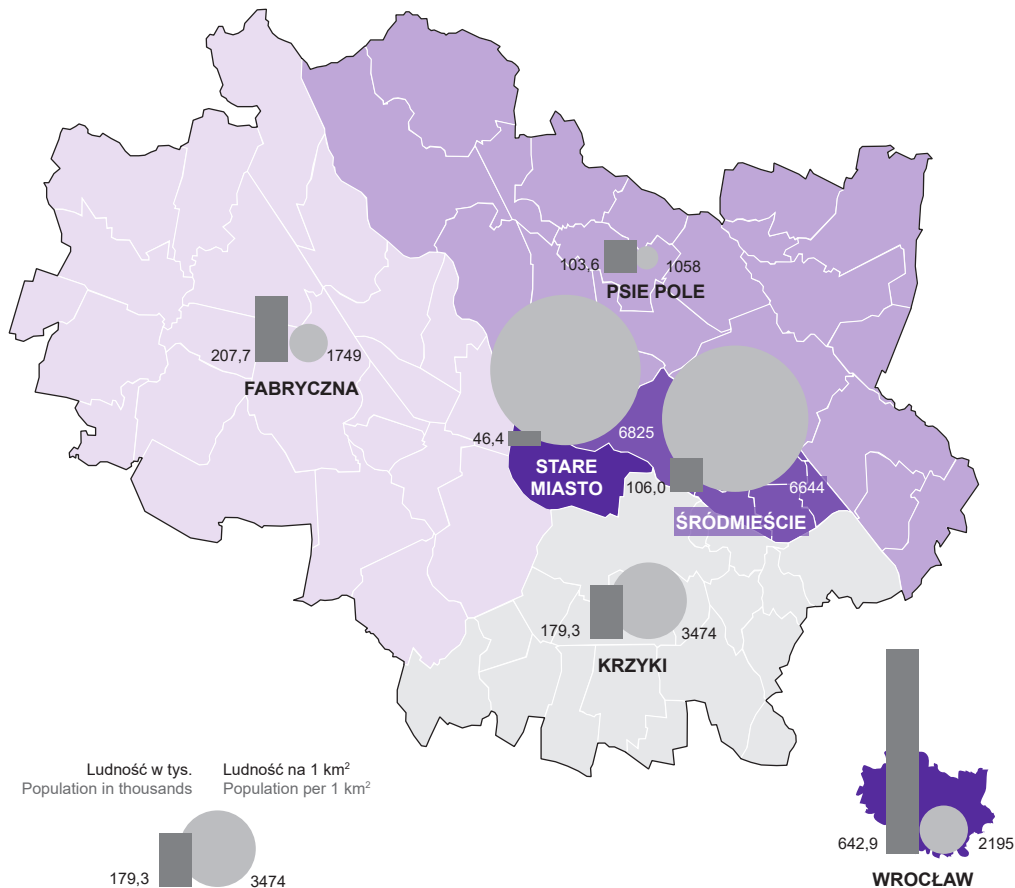 103,6
1058
PSIE POLE
207,7
1749
FABRYCZNA
46,4
6825
STARE
MIASTO
106,0
6644
ŚRÓDMIEŚCIE
179,3
3474
KRZYKI
Ludność w tys.
Population in thousands
Ludność na 1 km²
Population per 1 km²
179,3
3474
642,9
2195
WROCŁAW